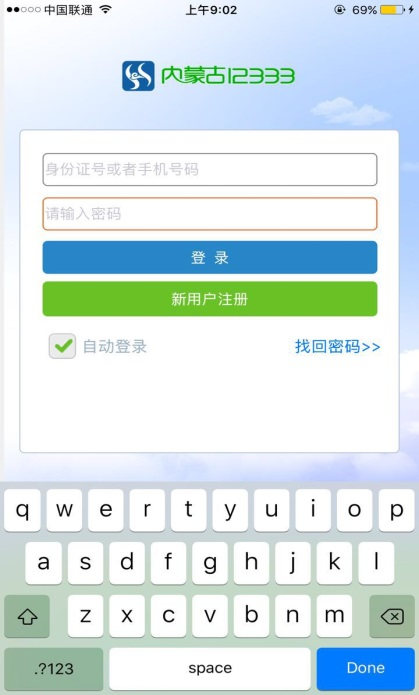 中国联通 上午9:02 69%
内蒙古12333
身份证号或者手机号码
请输入密码
登 录
新用户注册
自动登录 找回密码>>
q w e r t y u i o p
a s d f g h j k l
z x c v b n m
.?123 space Done